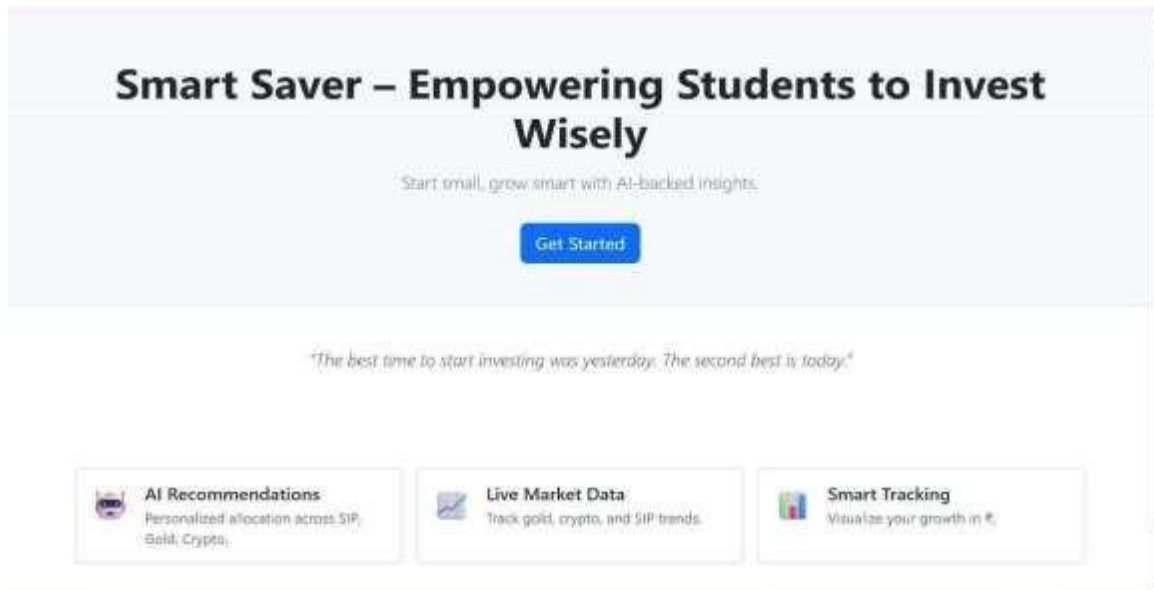 Smart Saver – Empowering Students to Invest
Wisely
Start small, grow smart with AI-backed insights.
Get Started
"The best time to start investing was yesterday. The second best is today."
AI Recommendations
Personalized allocation across SIP,
Gold, Crypto.
Live Market Data
Track gold, crypto, and SIP trends.
Smart Tracking
Visualize your growth in ₹.